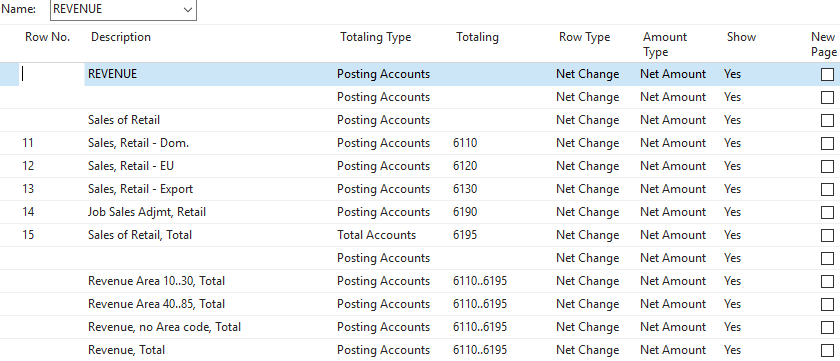 Name: REVENUE
Row No. Description Totaling Type Totaling Row Type Amount Type Show New Page
REVENUE Posting Accounts Net Change Net Amount Yes
Posting Accounts Net Change Net Amount Yes
Sales of Retail Posting Accounts Net Change Net Amount Yes
11 Sales, Retail - Dom. Posting Accounts 6110 Net Change Net Amount Yes
12 Sales, Retail - EU Posting Accounts 6120 Net Change Net Amount Yes
13 Sales, Retail - Export Posting Accounts 6130 Net Change Net Amount Yes
14 Job Sales Adjmt, Retail Posting Accounts 6190 Net Change Net Amount Yes
15 Sales of Retail, Total Total Accounts 6195 Net Change Net Amount Yes
Posting Accounts Net Change Net Amount Yes
Revenue Area 10..30, Total Posting Accounts 6110..6195 Net Change Net Amount Yes
Revenue Area 40..85, Total Posting Accounts 6110..6195 Net Change Net Amount Yes
Revenue, no Area code, Total Posting Accounts 6110..6195 Net Change Net Amount Yes
Revenue, Total Posting Accounts 6110..6195 Net Change Net Amount Yes